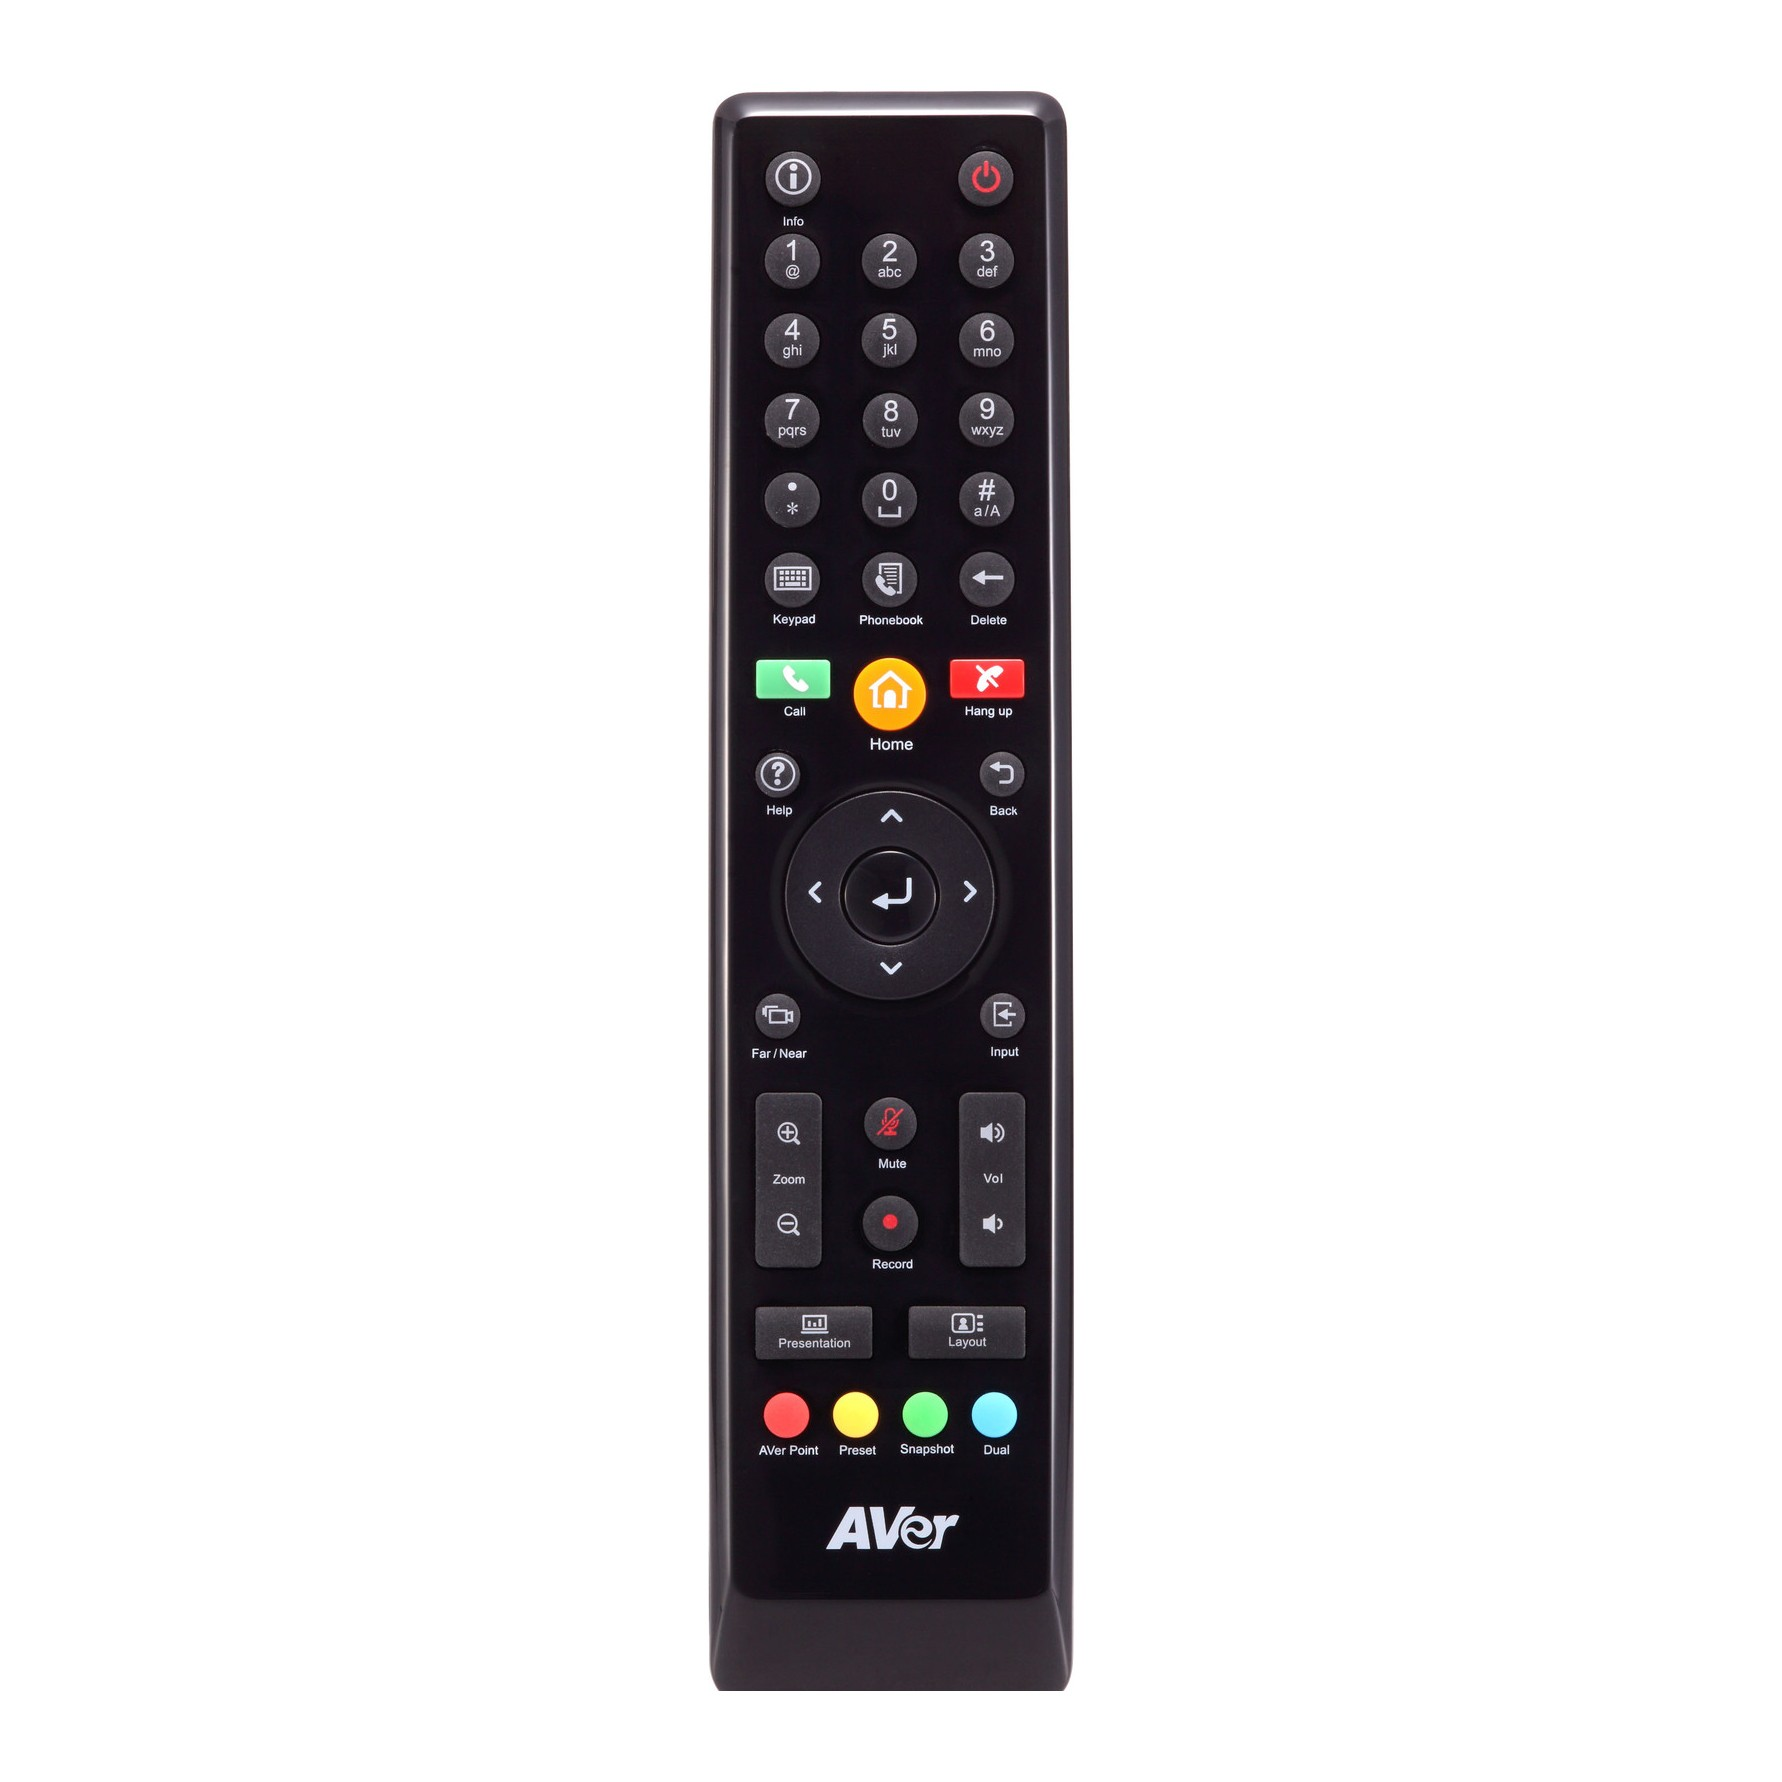 Info
1 2 3
@ abc def
4 5 6
ghi jkl mno
7 8 9
pqrs tuv wxyz
0 #
* a/A
Keypad Phonebook Delete
Call Hang up
Home
Help Back
Far/Near Input
Mute
Zoom Vol
Record
Presentation Layout
AVer Point Preset Snapshot Dual
AVer